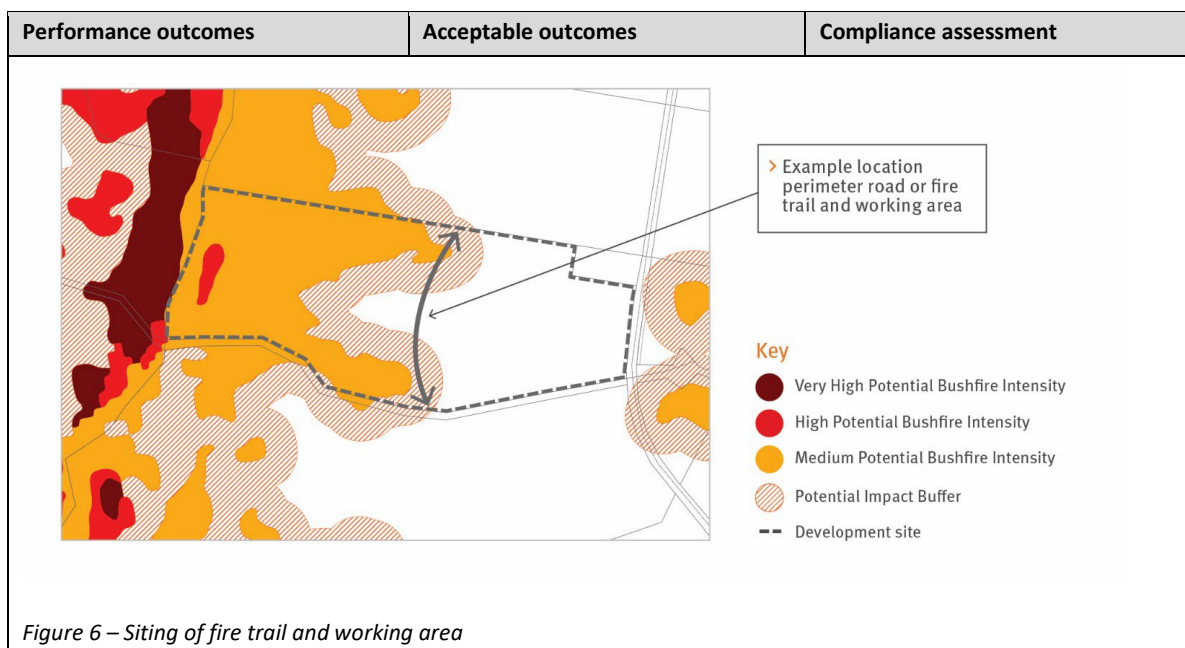 Performance outcomes
Acceptable outcomes
Compliance assessment
> Example location
perimeter road or fire
trail and working area
Key
Very High Potential Bushfire Intensity
High Potential Bushfire Intensity
Medium Potential Bushfire Intensity
Potential Impact Buffer
Development site
Figure 6 – Siting of fire trail and working area